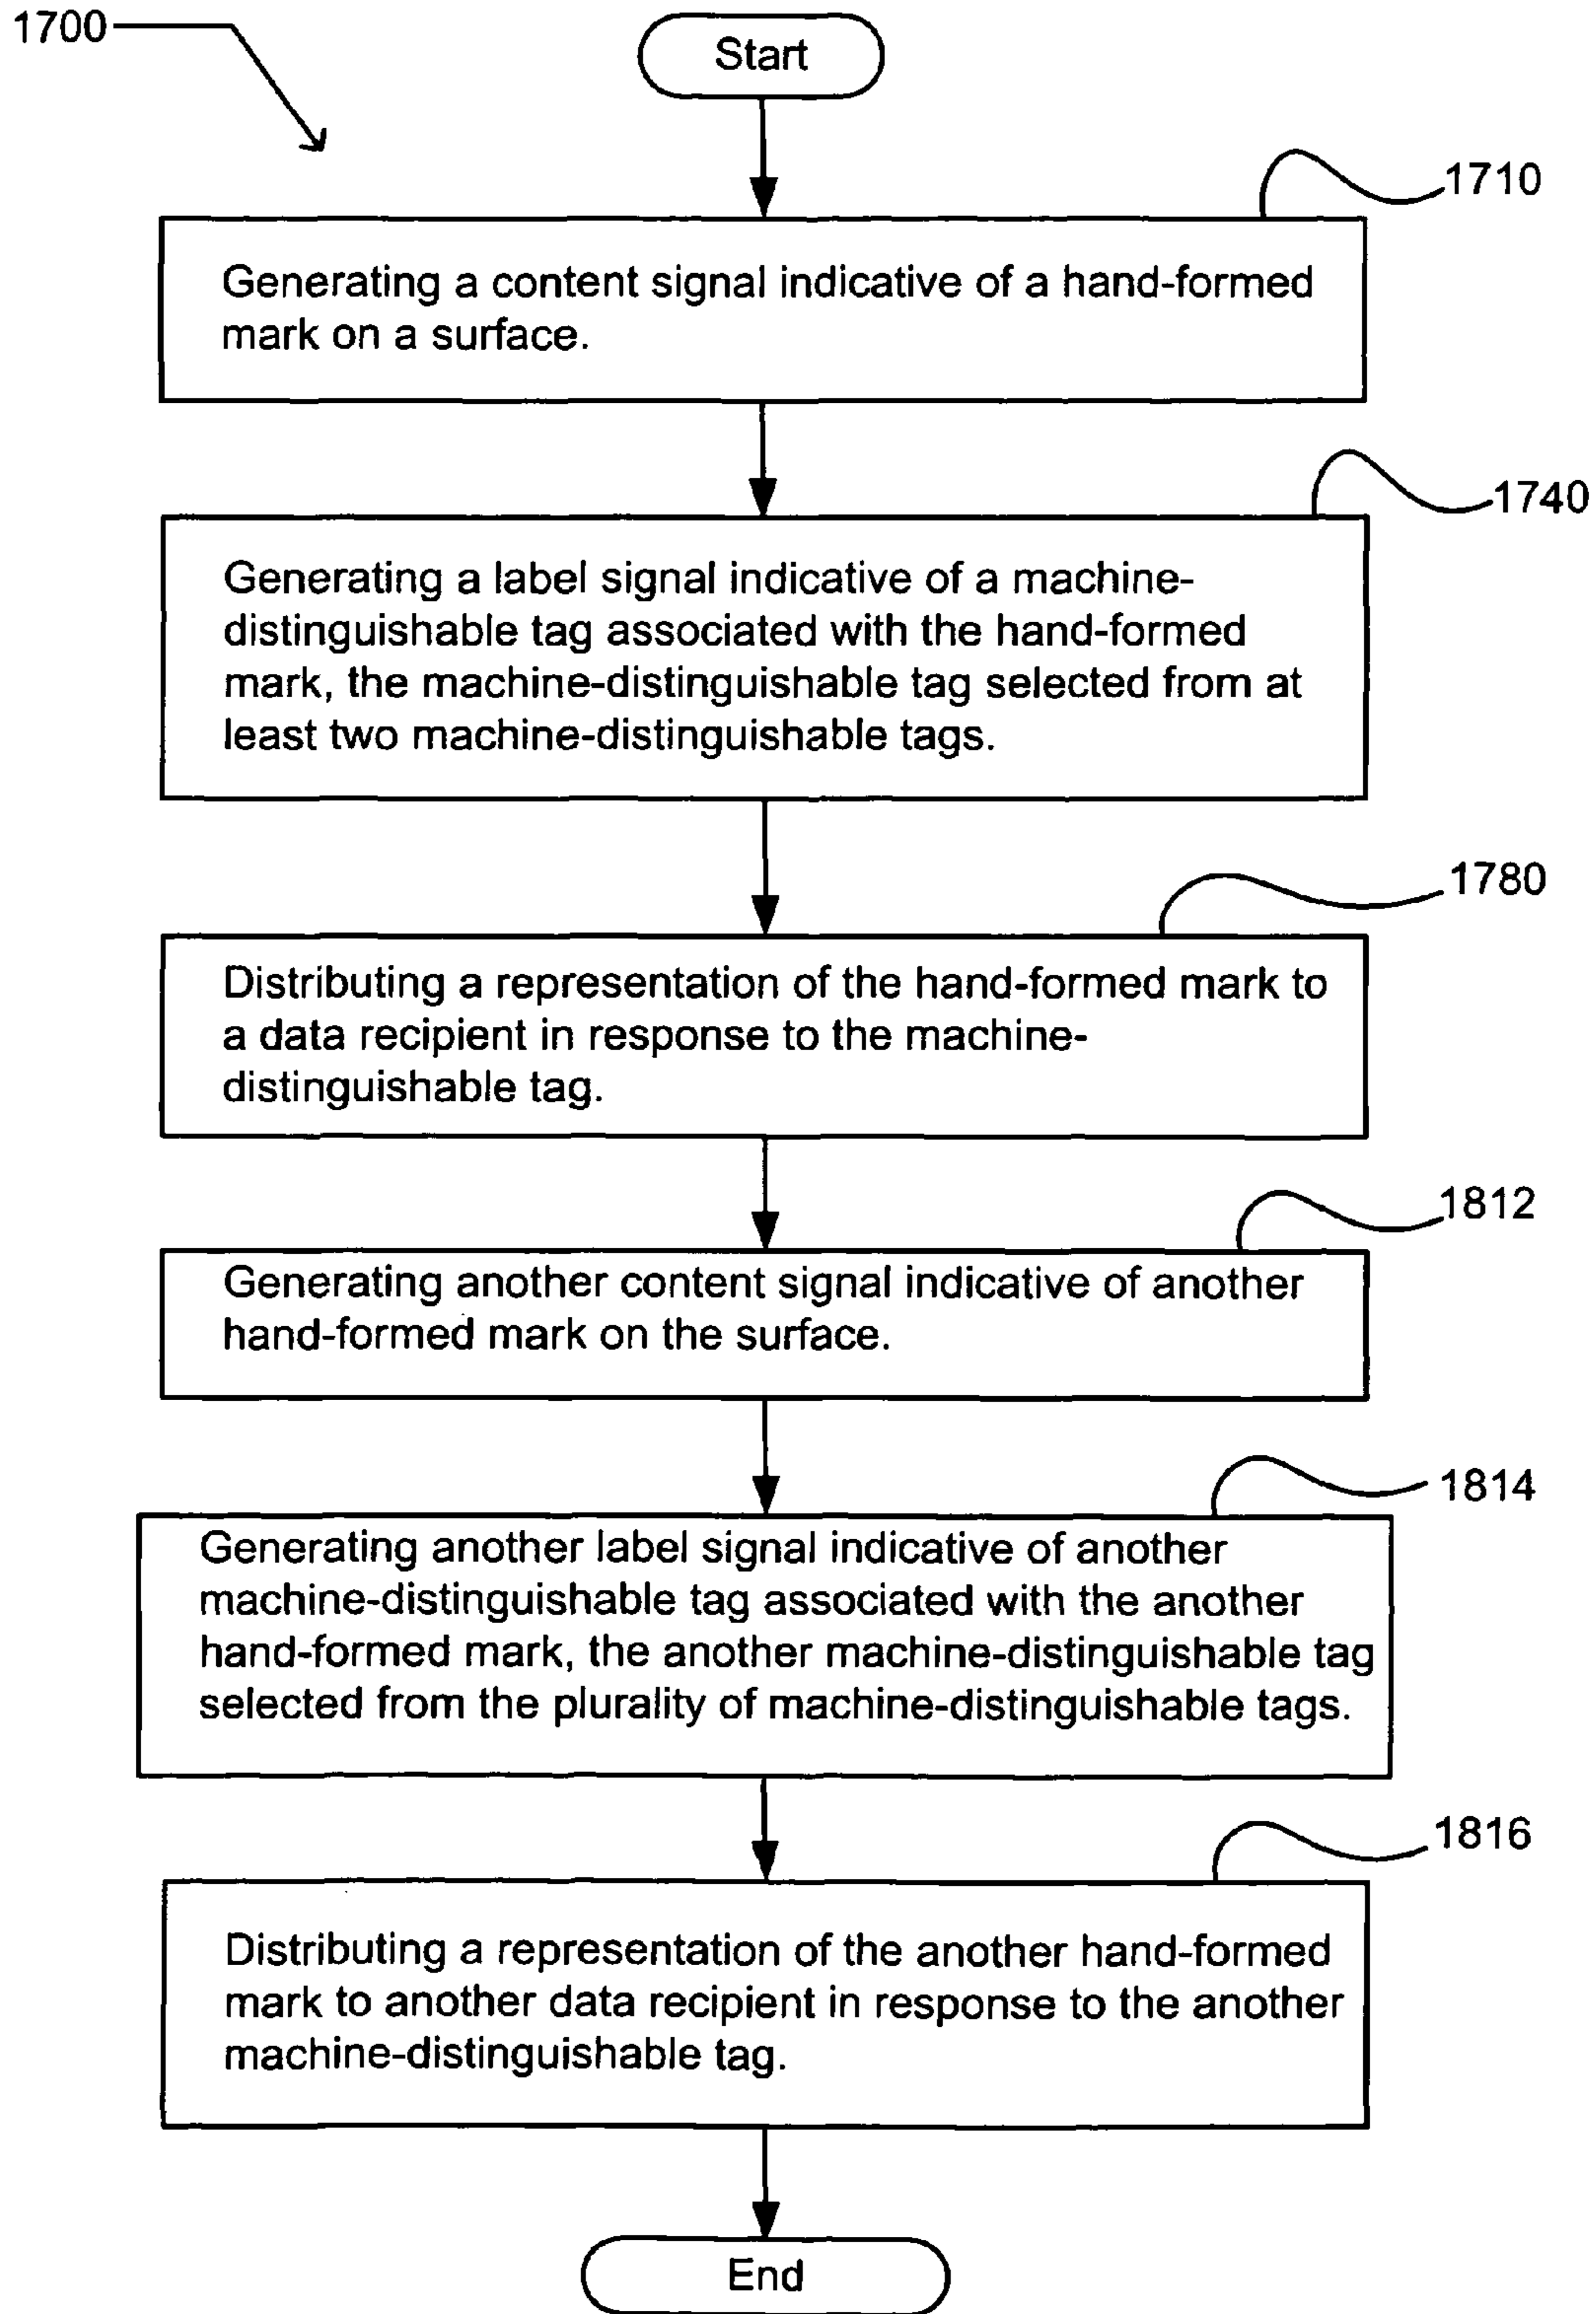 1700
Start
1710
Generating a content signal indicative of a hand-formed
mark on a surface.
1740
Generating a label signal indicative of a machine-
distinguishable tag associated with the hand-formed
mark, the machine-distinguishable tag selected from at
least two machine-distinguishable tags.
1780
Distributing a representation of the hand-formed mark to
a data recipient in response to the machine-
distinguishable tag.
1812
Generating another content signal indicative of another
hand-formed mark on the surface.
1814
Generating another label signal indicative of another
machine-distinguishable tag associated with the another
hand-formed mark, the another machine-distinguishable tag
selected from the plurality of machine-distinguishable tags.
1816
Distributing a representation of the another hand-formed
mark to another data recipient in response to the another
machine-distinguishable tag.
End